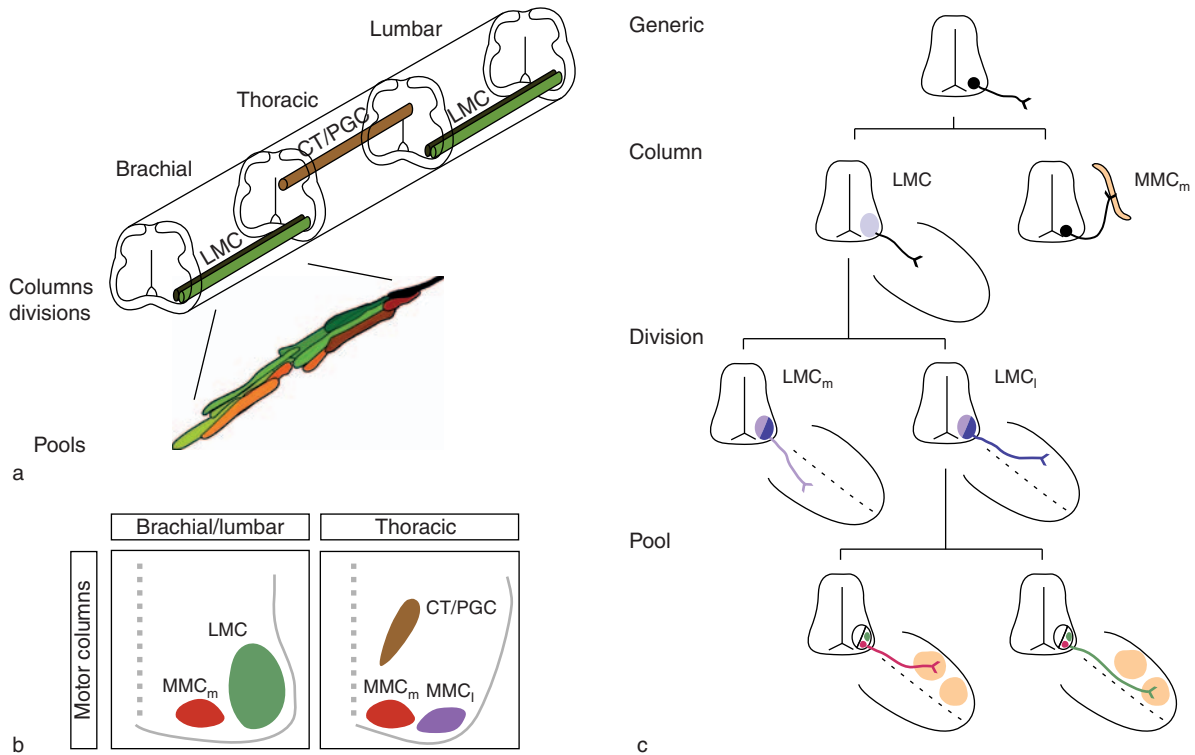 Lumbar
Thoracic
LMC
CT/PGC
Brachial
LMC
Columns
divisions
Pools
a
Brachial/lumbar
Thoracic
Motor columns
LMC
MMCm
CT/PGC
MMCm
MMCl
b
Generic
Column
LMC
MMCm
Division
LMCm
LMCl
Pool
c